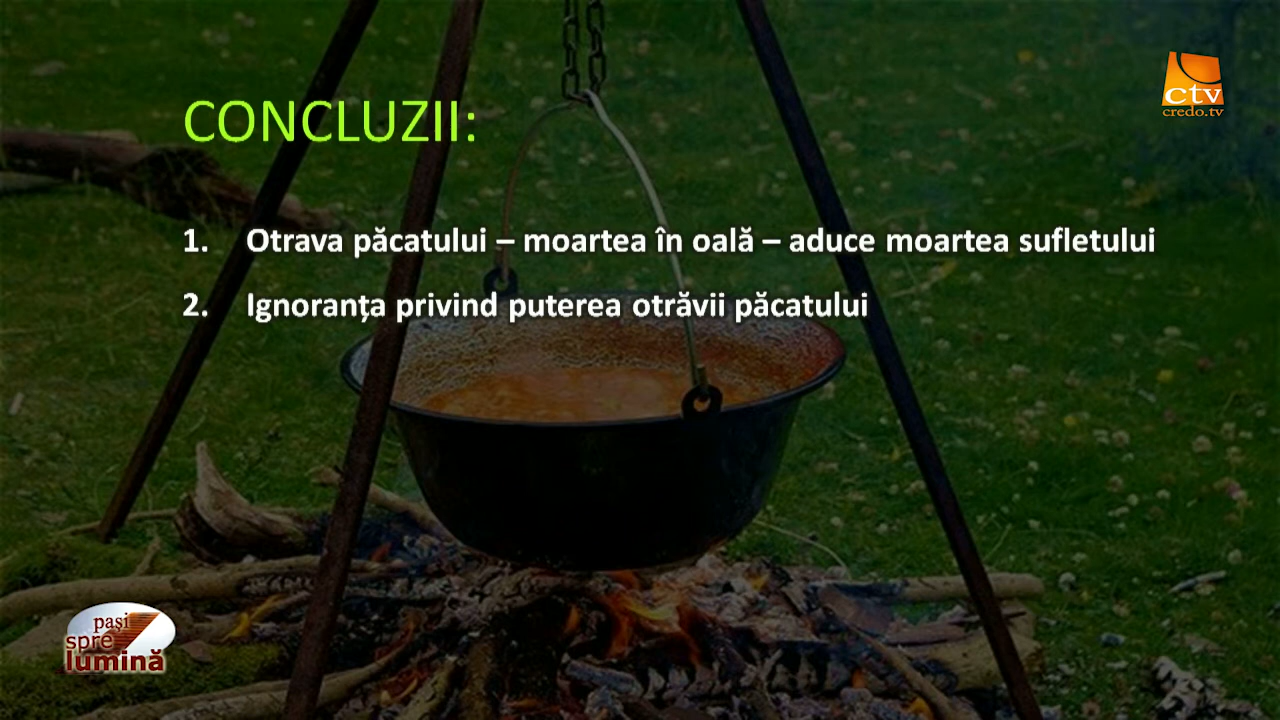 ctv
credo.tv
CONCLUZII:
1. Otrava păcatului – moartea în oală – aduce moartea sufletului
2. Ignoranța privind puterea otrăvii păcatului
pași
spre
lumină